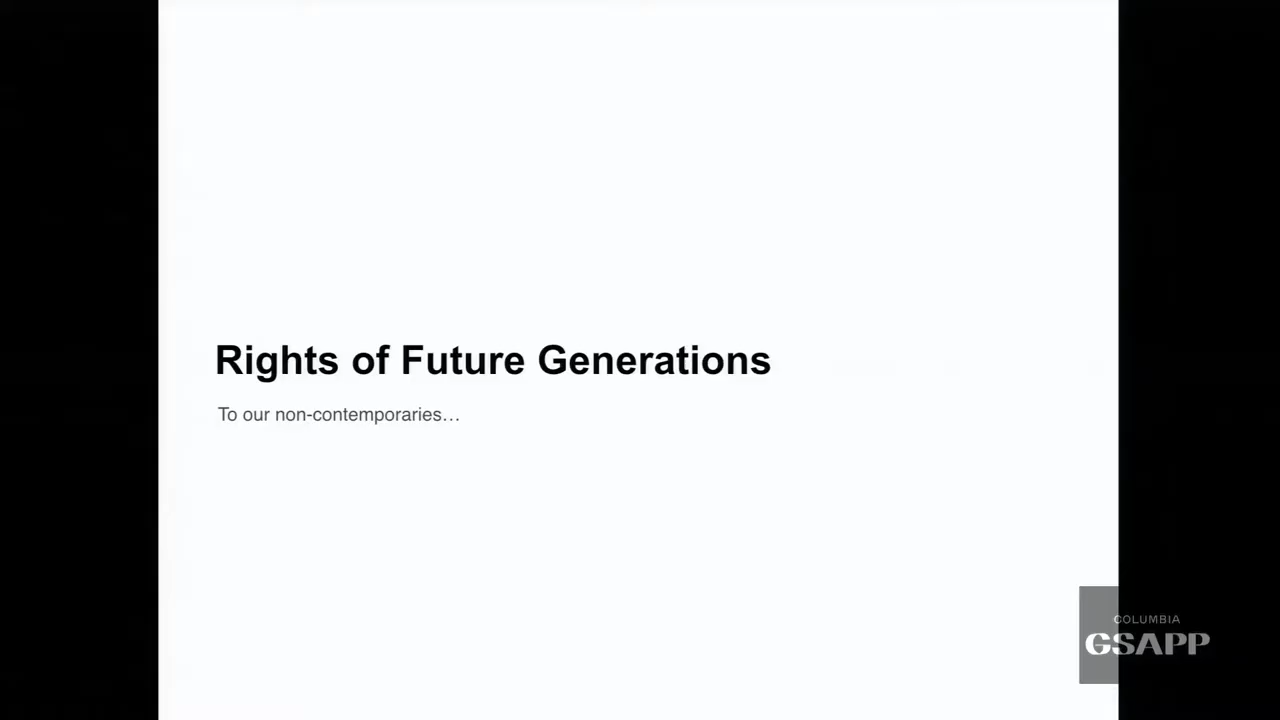 Rights of Future Generations
To our non-contemporaries…
COLUMBIA
GSAPP